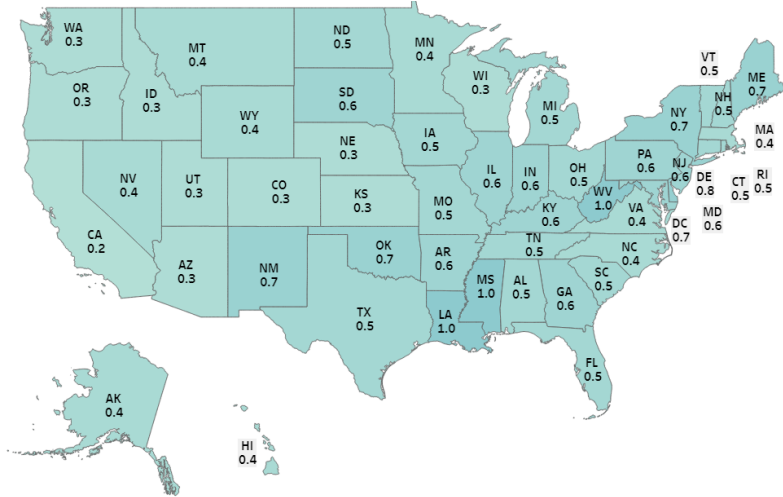 WA
0.3
MT
0.4
ND
0.5
MN
0.4
VT
0.5
ME
0.7
OR
0.3
ID
0.3
SD
0.6
WI
0.3
MI
0.5
NY
0.7
NH
0.5
MA
0.4
WY
0.4
NE
0.3
IA
0.5
PA
0.6
NJ
0.6
DE
0.8
CT
0.5
RI
0.5
NV
0.4
UT
0.3
CO
0.3
KS
0.3
MO
0.5
IL
0.6
IN
0.6
OH
0.5
WV
1.0
KY
0.6
VA
0.4
DC
0.7
MD
0.6
CA
0.2
AZ
0.3
NM
0.7
OK
0.7
AR
0.6
TN
0.5
NC
0.4
TX
0.5
LA
1.0
MS
1.0
AL
0.5
GA
0.6
SC
0.5
FL
0.5
AK
0.4
HI
0.4